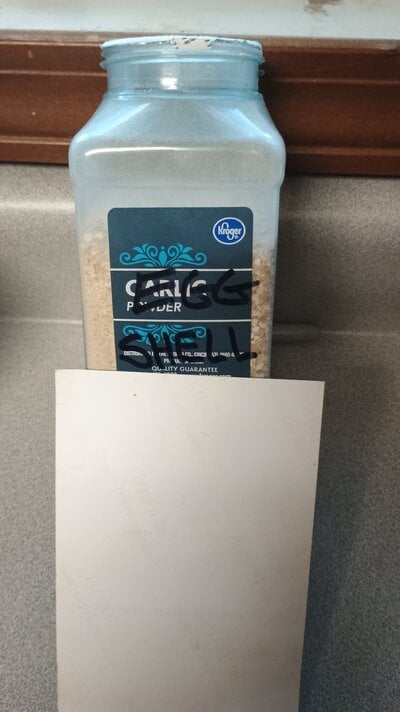 Kroger
GARLIC
EGG
POWDER
SHELL
QUALITY GUARANTEE